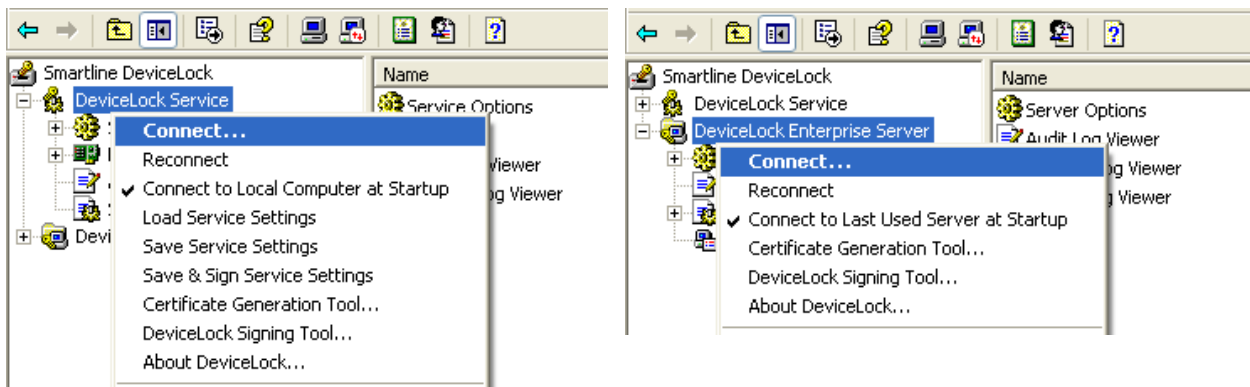 Smartline DeviceLock
DeviceLock Service
Devi
Connect...
Reconnect
Connect to Local Computer at Startup
Load Service Settings
Save Service Settings
Save & Sign Service Settings
Certificate Generation Tool...
DeviceLock Signing Tool...
About DeviceLock...
Name
Service Options
Viewer
og Viewer
Smartline DeviceLock
DeviceLock Service
DeviceLock Enterprise Server
Connect...
Reconnect
Connect to Last Used Server at Startup
Certificate Generation Tool...
DeviceLock Signing Tool...
About DeviceLock...
Name
Server Options
Audit Log Viewer
og Viewer
Viewer